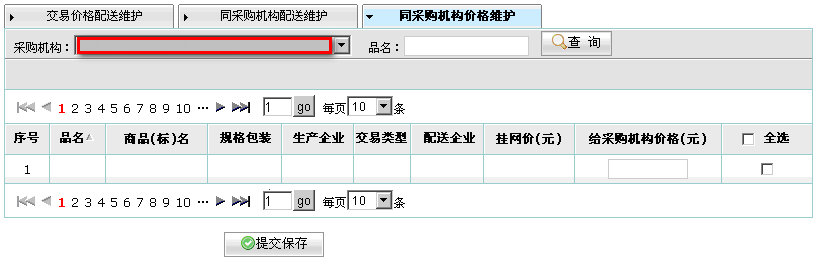 交易价格配送维护 同采购机构配送维护 同采购机构价格维护
采购机构： 品名： 查 询
1 2 3 4 5 6 7 8 9 10 ··· 1 go 每页 10 条
序号 品名 商品(标)名 规格包装 生产企业 交易类型 配送企业 挂网价(元) 给采购机构价格(元) 全选
1
1 2 3 4 5 6 7 8 9 10 ··· 1 go 每页 10 条
提交保存